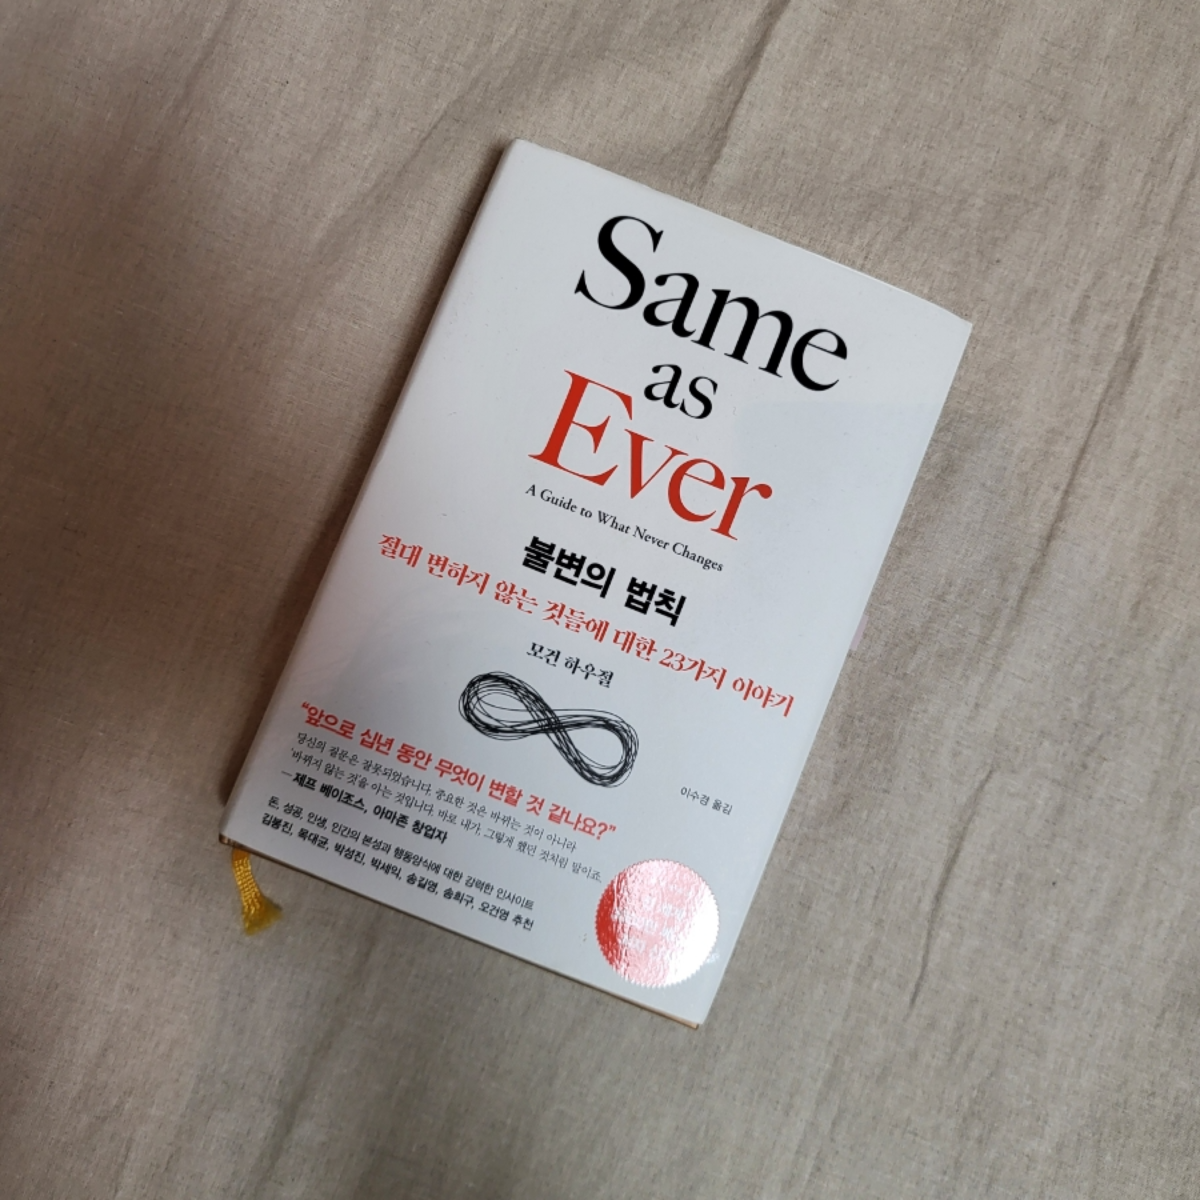 Same
as
Ever
A Guide to What Never Changes
불변의 법칙
절대 변하지 않는 것들에 대한 23가지 이야기
모건 하우절
“앞으로 십년 동안 무엇이 변할 것 같나요?”
당신의 질문은 잘못되었습니다. 중요한 것은 바뀌는 것이 아니라
‘바뀌지 않는 것’을 아는 것입니다. 바로 내가, 그렇게 했던 것처럼 말이죠.
— 제프 베이조스, 아마존 창업자
이수경 옮김
돈, 성공, 인생, 인간의 본성과 행동양식에 대한 강력한 인사이트
김봉진, 목대균, 박성진, 박세익, 송길영, 송희구, 오건영 추천